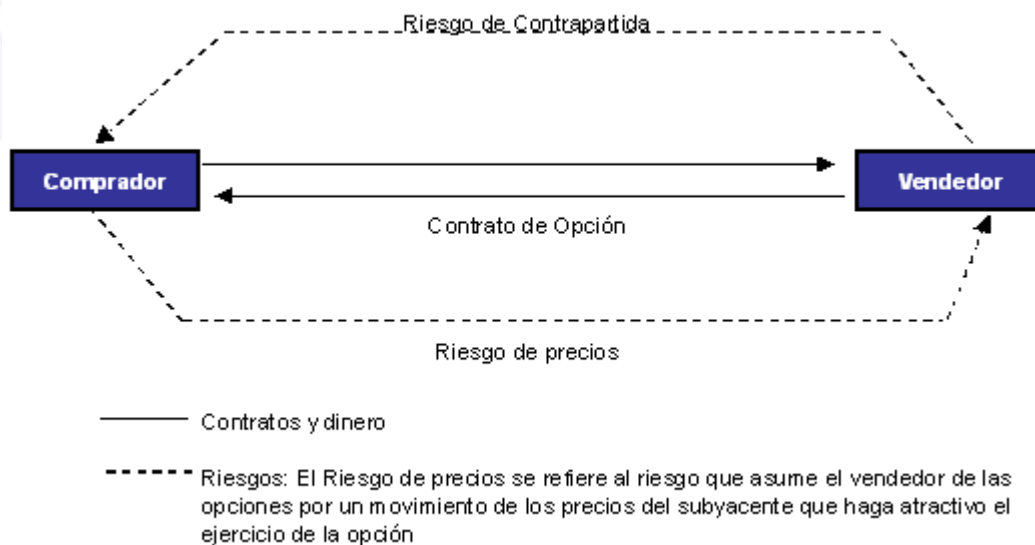 Riesgo de Contrapartida
Comprador
Vendedor
Contrato de Opción
Riesgo de precios
Contratos y dinero
Riesgos: El Riesgo de precios se refiere al riesgo que asume el vendedor de las
opciones por un movimiento de los precios del subyacente que haga atractivo el
ejercicio de la opción